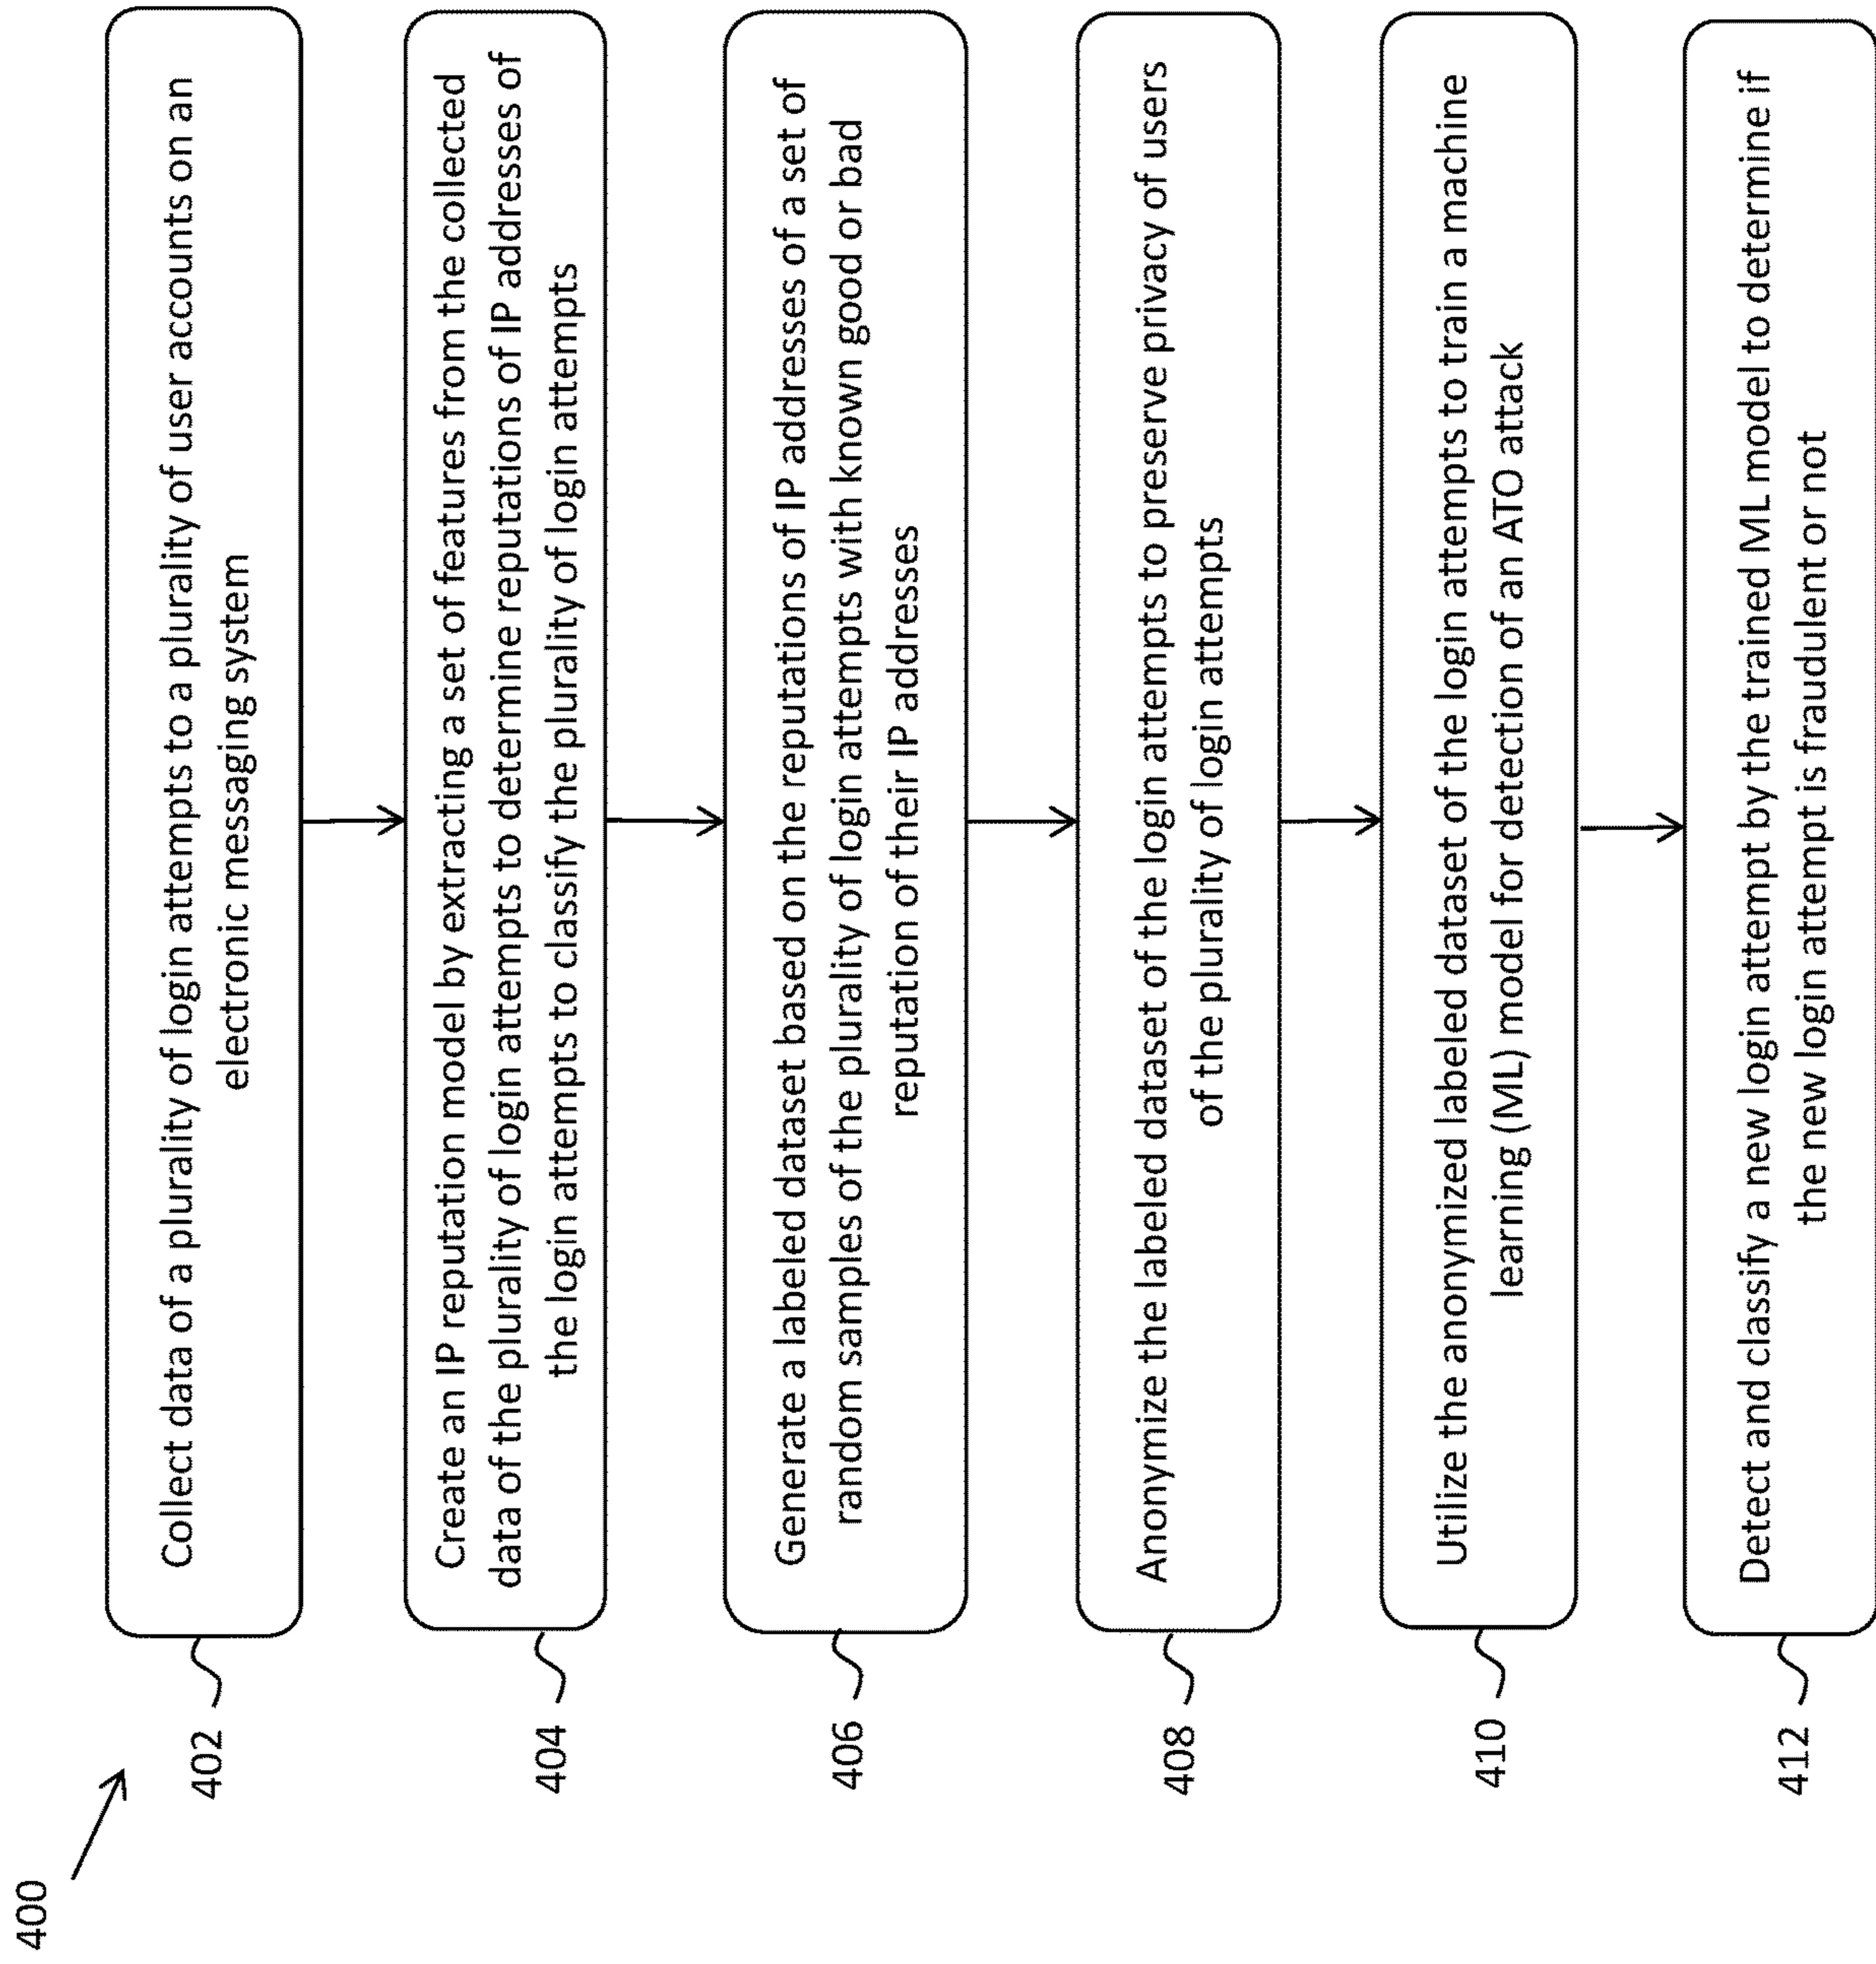 400
402
Collect data of a plurality of login attempts to a plurality of user accounts on an
electronic messaging system
404
Create an IP reputation model by extracting a set of features from the collected
data of the plurality of login attempts to determine reputations of IP addresses of
the login attempts to classify the plurality of login attempts
406
Generate a labeled dataset based on the reputations of IP addresses of a set of
random samples of the plurality of login attempts with known good or bad
reputation of their IP addresses
408
Anonymize the labeled dataset of the login attempts to preserve privacy of users
of the plurality of login attempts
410
Utilize the anonymized labeled dataset of the login attempts to train a machine
learning (ML) model for detection of an ATO attack
412
Detect and classify a new login attempt by the trained ML model to determine if
the new login attempt is fraudulent or not